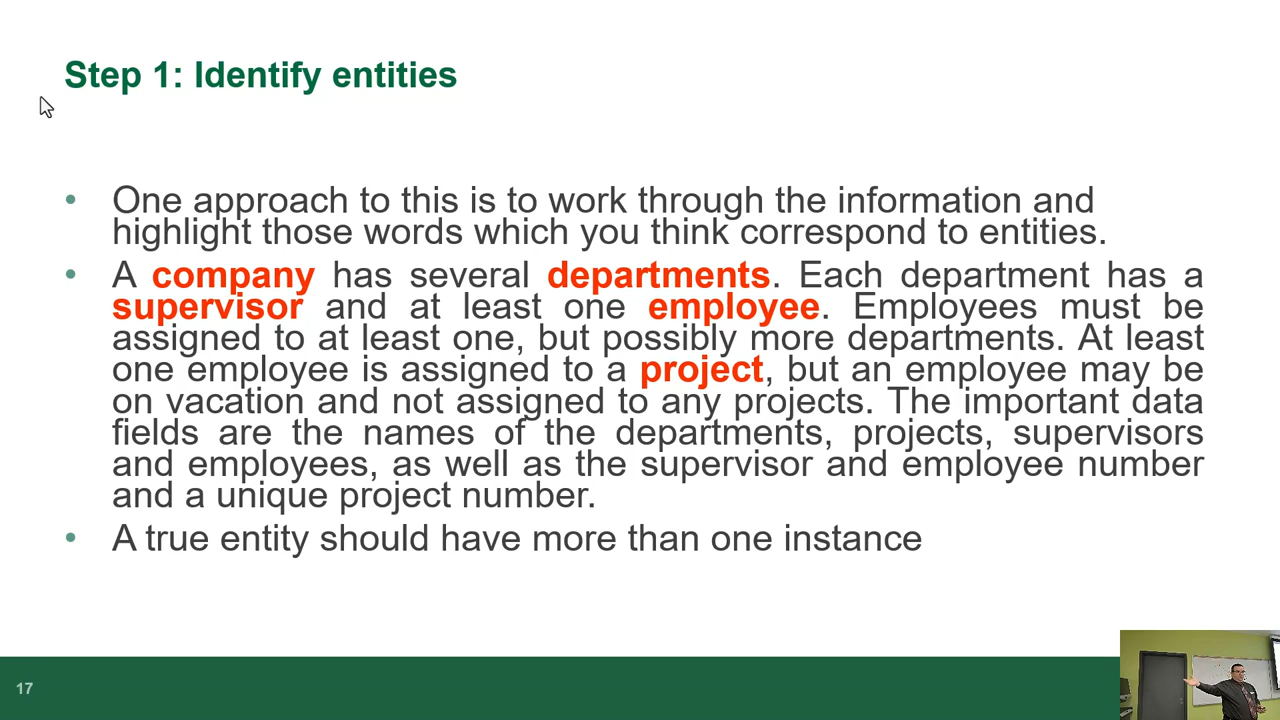 Step 1: Identify entities
• One approach to this is to work through the information and
highlight those words which you think correspond to entities.
• A company has several departments. Each department has a
supervisor and at least one employee. Employees must be
assigned to at least one, but possibly more departments. At least
one employee is assigned to a project, but an employee may be
on vacation and not assigned to any projects. The important data
fields are the names of the departments, projects, supervisors
and employees, as well as the supervisor and employee number
and a unique project number.
• A true entity should have more than one instance
17